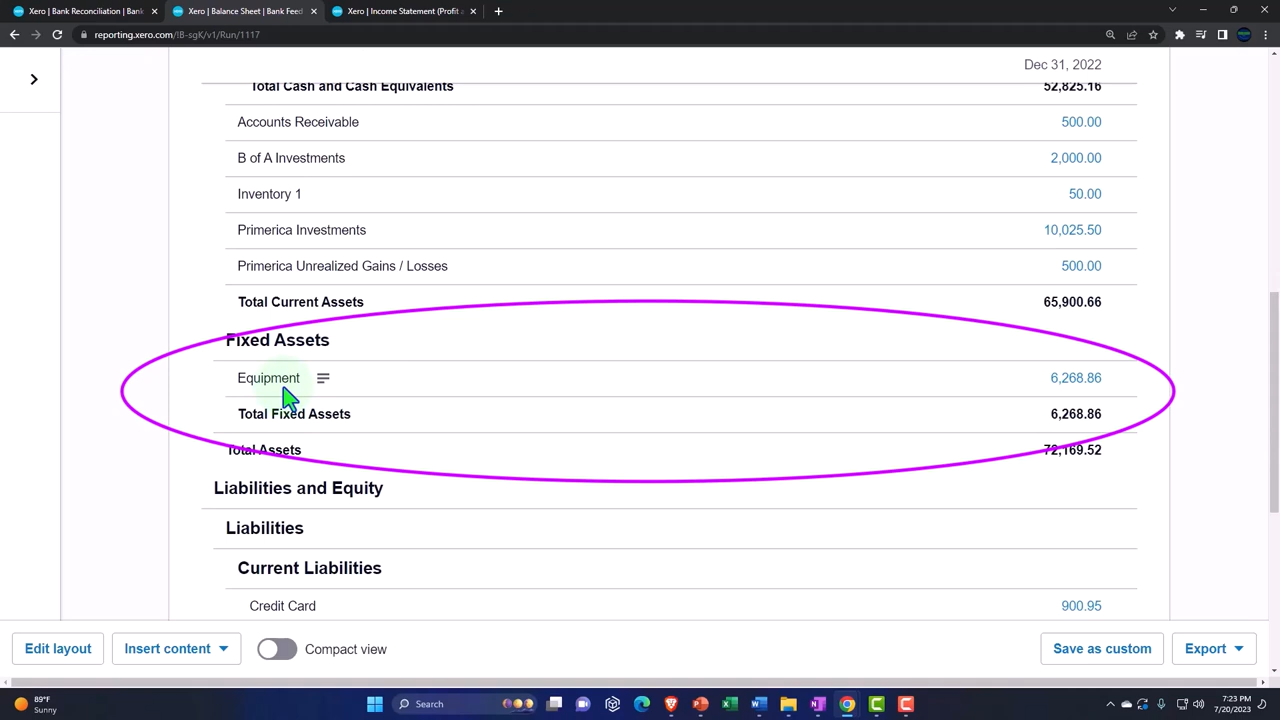 Xero | Bank Reconciliation | Bank
Xero | Balance Sheet | Bank Feed
Xero | Income Statement (Profit a
reporting.xero.com/!B-sgK/v1/Run/1117
Dec 31, 2022
Total Cash and Cash Equivalents 52,825.16
Accounts Receivable 500.00
B of A Investments 2,000.00
Inventory 1 50.00
Primerica Investments 10,025.50
Primerica Unrealized Gains / Losses 500.00
Total Current Assets 65,900.66
Fixed Assets
Equipment 6,268.86
Total Fixed Assets 6,268.86
Total Assets 72,169.52
Liabilities and Equity
Liabilities
Current Liabilities
Credit Card 900.95
Edit layout Insert content Compact view Save as custom Export
89°F
Sunny
Search
7:23 PM
7/20/2023